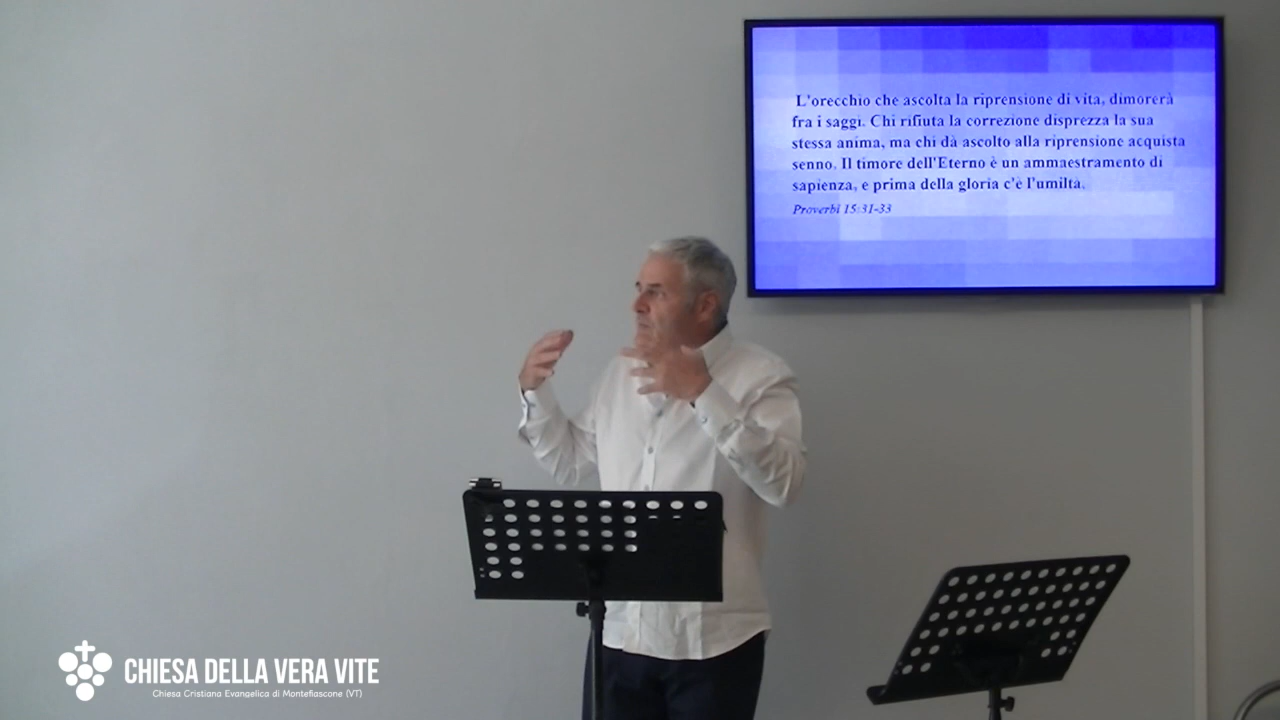 L'orecchio che ascolta la riprensione di vita, dimorerà
fra i saggi. Chi rifiuta la correzione disprezza la sua
stessa anima, ma chi dà ascolto alla riprensione acquista
senno. Il timore dell'Eterno è un ammaestramento di
sapienza, e prima della gloria c'è l'umiltà.
Proverbi 15:31-33
CHIESA DELLA VERA VITE
Chiesa Cristiana Evangelica di Montefiascone (VT)